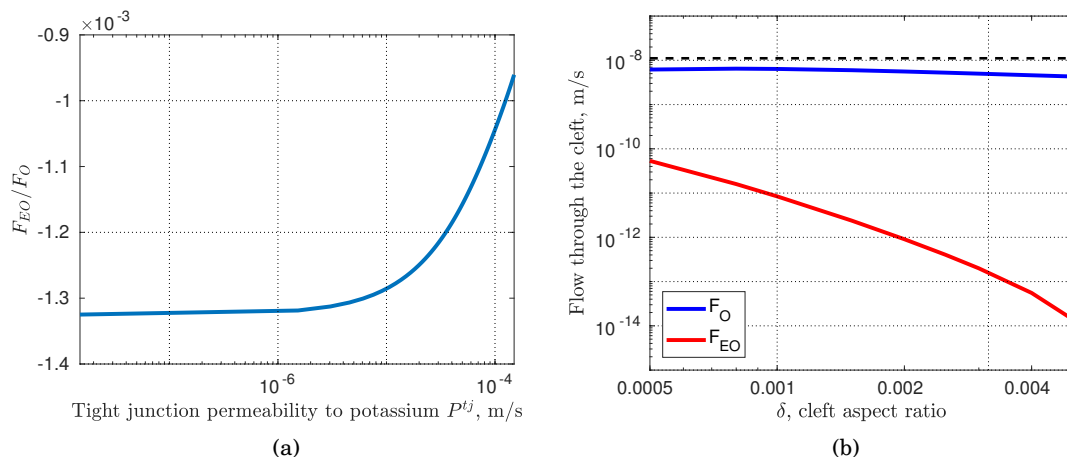 ×10⁻³
-0.9
-1
-1.1
-1.2
-1.3
-1.4
F_EO/F_O
10⁻⁶ 10⁻⁴
Tight junction permeability to potassium P^tj, m/s
(a)
Flow through the cleft, m/s
10⁻⁸
10⁻¹⁰
10⁻¹²
10⁻¹⁴
F_O
F_EO
0.0005 0.001 0.002 0.004
δ, cleft aspect ratio
(b)